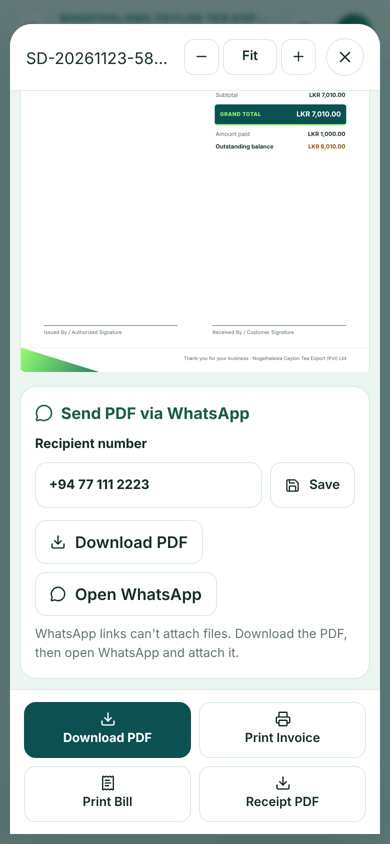 SD-20261123-58...
Fit
Subtotal LKR 7,010.00
GRAND TOTAL LKR 7,010.00
Amount paid LKR 1,000.00
Outstanding balance LKR 6,010.00
Issued By / Authorized Signature Received By / Customer Signature
Thank you for your business · Nugathalawa Ceylon Tea Export (Pvt) Ltd
Send PDF via WhatsApp
Recipient number
+94 77 111 2223 Save
Download PDF
Open WhatsApp
WhatsApp links can't attach files. Download the PDF,
then open WhatsApp and attach it.
Download PDF Print Invoice
Print Bill Receipt PDF